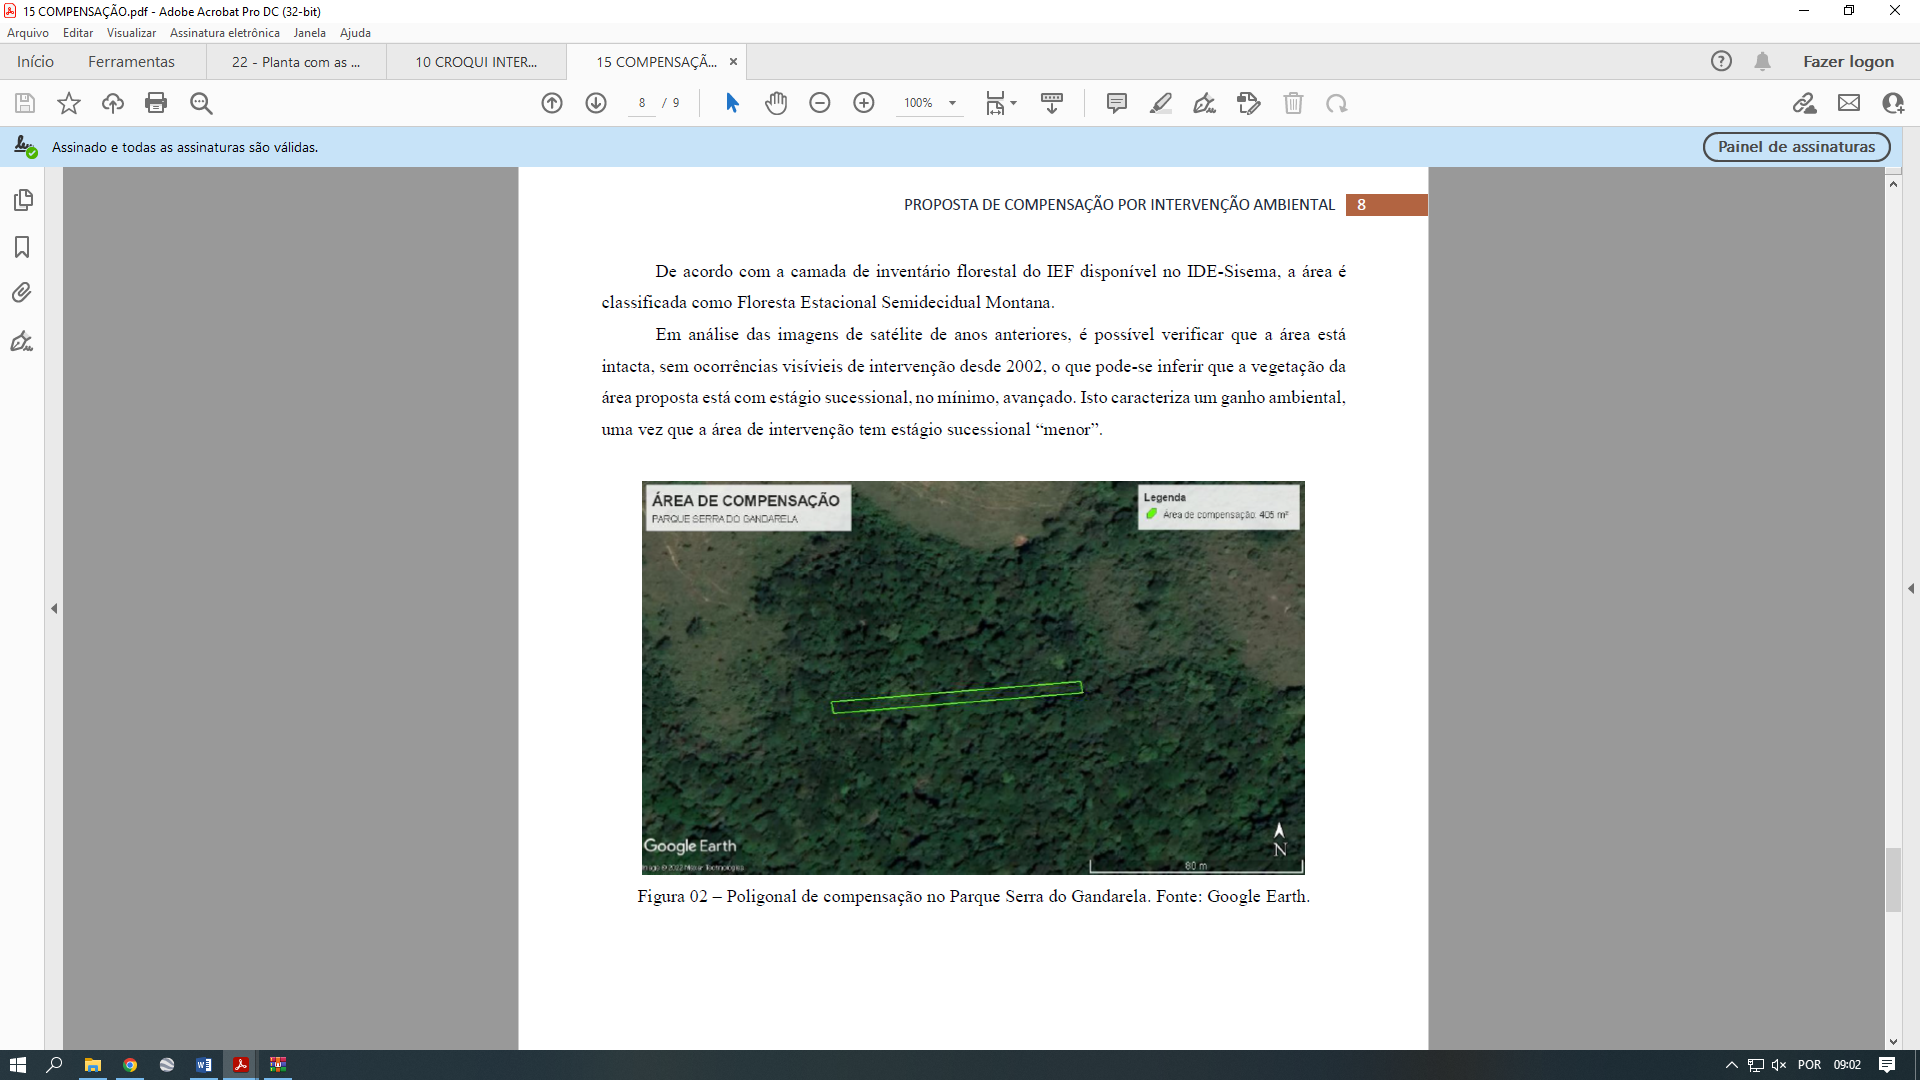 15 COMPENSAÇÃO.pdf - Adobe Acrobat Pro DC (32-bit)
Arquivo Editar Visualizar Assinatura eletrônica Janela Ajuda
Início Ferramentas 22 - Planta com as ... 10 CROQUI INTER... 15 COMPENSAÇÃ...
Fazer logon
8 / 9 100%
Assinado e todas as assinaturas são válidas.
Painel de assinaturas
PROPOSTA DE COMPENSAÇÃO POR INTERVENÇÃO AMBIENTAL 8
De acordo com a camada de inventário florestal do IEF disponível no IDE-Sisema, a área é
classificada como Floresta Estacional Semidecidual Montana.
Em análise das imagens de satélite de anos anteriores, é possível verificar que a área está
intacta, sem ocorrências visívieis de intervenção desde 2002, o que pode-se inferir que a vegetação da
área proposta está com estágio sucessional, no mínimo, avançado. Isto caracteriza um ganho ambiental,
uma vez que a área de intervenção tem estágio sucessional “menor”.
ÁREA DE COMPENSAÇÃO
PARQUE SERRA DO GANDARELA
Legenda
Área de compensação: 405 m²
Google Earth
N
80 m
Figura 02 – Poligonal de compensação no Parque Serra do Gandarela. Fonte: Google Earth.
POR 09:02